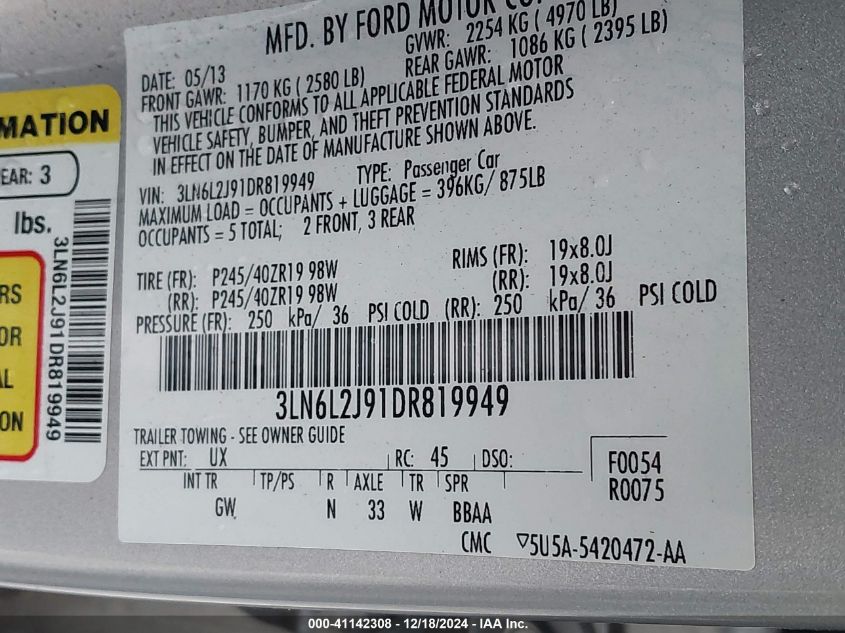 MFD. BY FORD MOTOR
DATE: 05/13 GVWR: 2254 KG ( 4970 LB)
FRONT GAWR: 1170 KG ( 2580 LB) REAR GAWR: 1086 KG ( 2395 LB)
THIS VEHICLE CONFORMS TO ALL APPLICABLE FEDERAL MOTOR
VEHICLE SAFETY, BUMPER, AND THEFT PREVENTION STANDARDS
IN EFFECT ON THE DATE OF MANUFACTURE SHOWN ABOVE.
VIN: 3LN6L2J91DR819949 TYPE: Passenger Car
MAXIMUM LOAD = OCCUPANTS + LUGGAGE = 396KG/ 875LB
OCCUPANTS = 5 TOTAL; 2 FRONT, 3 REAR
TIRE (FR): P245/40ZR19 98W RIMS (FR): 19x8.0J
(RR): P245/40ZR19 98W (RR): 19x8.0J
PRESSURE (FR): 250 kPa/ 36 PSI COLD (RR): 250 kPa/ 36 PSI COLD
3LN6L2J91DR819949
TRAILER TOWING - SEE OWNER GUIDE
EXT PNT: UX RC: 45 DSO:
INT TR TP/PS R AXLE TR SPR
GW N 33 W BBAA
F0054
R0075
CMC ▽5U5A-5420472-AA
MATION
EAR: 3
lbs.
3LN6L2J91DR819949
RS
OR
AL
ON
000-41142308 - 12/18/2024 - IAA Inc.